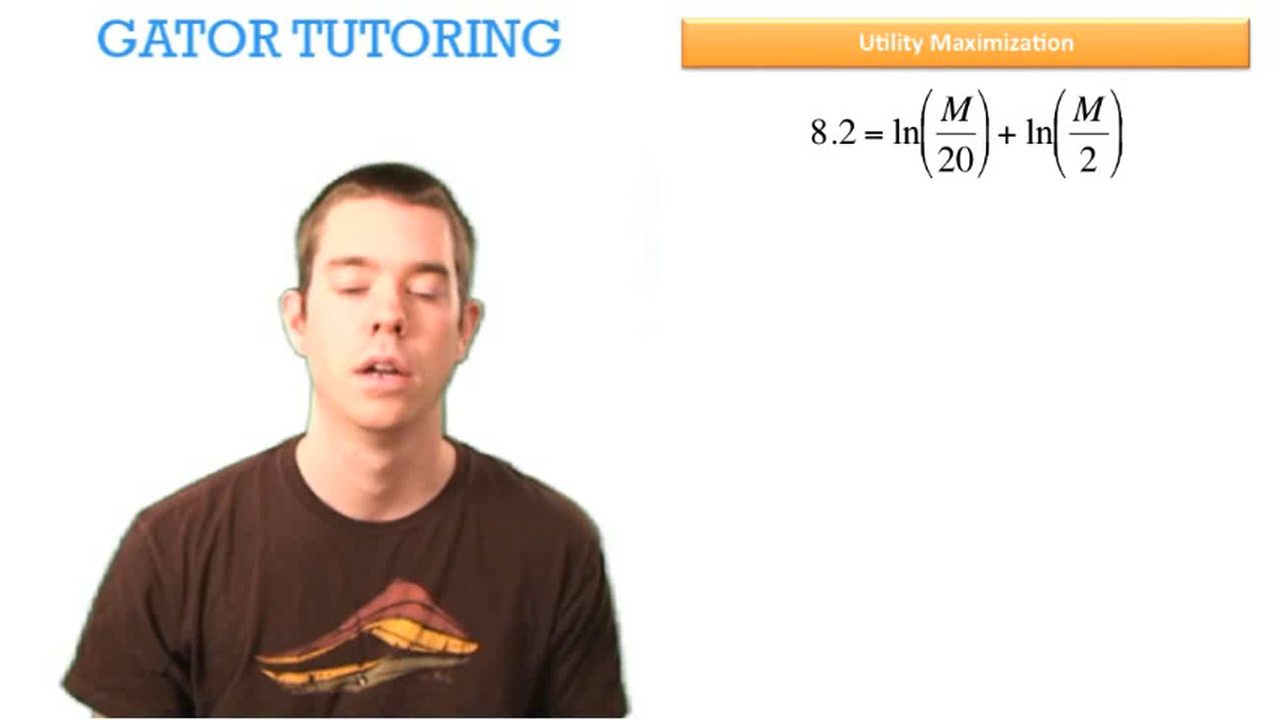 GATOR TUTORING
Utility Maximization
8.2 = ln(M/20) + ln(M/2)